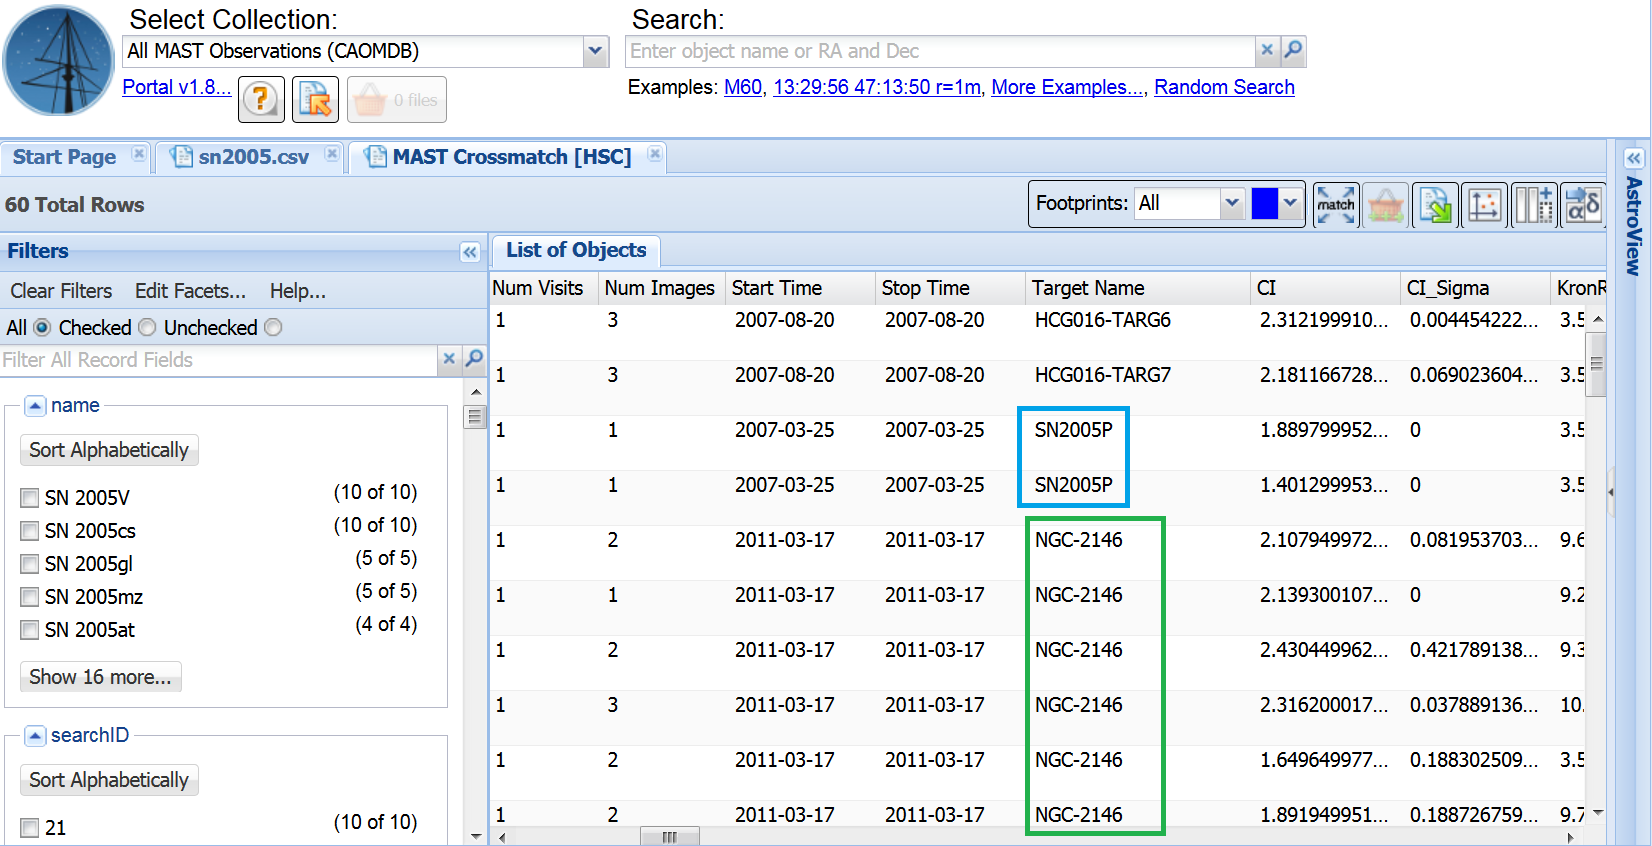 Select Collection: Search:
All MAST Observations (CAOMDB) Enter object name or RA and Dec
Portal v1.8... 0 files Examples: M60, 13:29:56 47:13:50 r=1m, More Examples..., Random Search
Start Page sn2005.csv MAST Crossmatch [HSC]
60 Total Rows Footprints: All match αδ
AstroView
Filters
Clear Filters Edit Facets... Help...
All Checked Unchecked
Filter All Record Fields
name
Sort Alphabetically
SN 2005V (10 of 10)
SN 2005cs (10 of 10)
SN 2005gl (5 of 5)
SN 2005mz (5 of 5)
SN 2005at (4 of 4)
Show 16 more...
searchID
Sort Alphabetically
21 (10 of 10)
List of Objects
Num Visits Num Images Start Time Stop Time Target Name CI CI_Sigma KronR
1 3 2007-08-20 2007-08-20 HCG016-TARG6 2.312199910... 0.004454222... 3.5
1 3 2007-08-20 2007-08-20 HCG016-TARG7 2.181166728... 0.069023604... 3.5
1 1 2007-03-25 2007-03-25 SN2005P 1.889799952... 0 3.5
1 1 2007-03-25 2007-03-25 SN2005P 1.401299953... 0 3.5
1 2 2011-03-17 2011-03-17 NGC-2146 2.107949972... 0.081953703... 9.6
1 1 2011-03-17 2011-03-17 NGC-2146 2.139300107... 0 9.2
1 2 2011-03-17 2011-03-17 NGC-2146 2.430449962... 0.421789138... 9.3
1 3 2011-03-17 2011-03-17 NGC-2146 2.316200017... 0.037889136... 10.
1 2 2011-03-17 2011-03-17 NGC-2146 1.649649977... 0.188302509... 3.5
1 2 2011-03-17 2011-03-17 NGC-2146 1.891949951... 0.188726759... 9.7